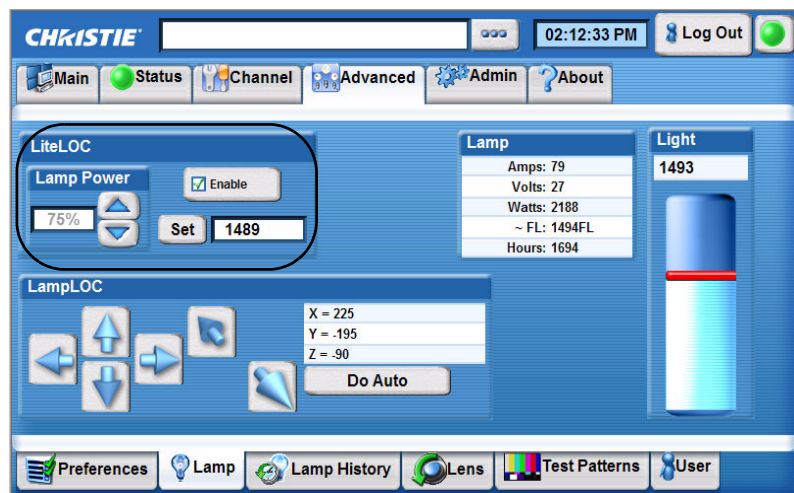 CHRISTIE
02:12:33 PM
Log Out
Main
Status
Channel
Advanced
Admin
About
LiteLOC
Lamp Power
75%
Enable
Set
1489
Lamp
Amps: 79
Volts: 27
Watts: 2188
~ FL: 1494FL
Hours: 1694
Light
1493
LampLOC
X = 225
Y = -195
Z = -90
Do Auto
Preferences
Lamp
Lamp History
Lens
Test Patterns
User